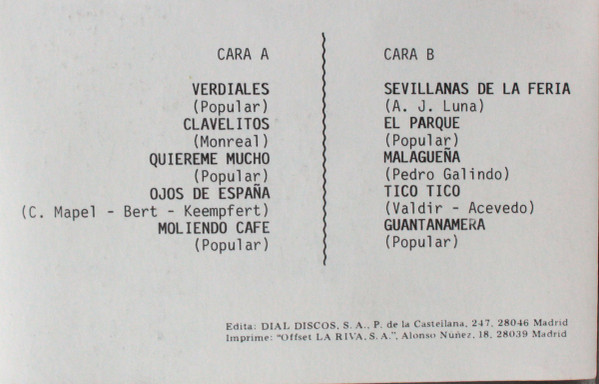 CARA A
VERDIALES
(Popular)
CLAVELITOS
(Monreal)
QUIEREME MUCHO
(Popular)
OJOS DE ESPAÑA
(C. Mapel - Bert - Keempfert)
MOLIENDO CAFE
(Popular)
CARA B
SEVILLANAS DE LA FERIA
(A. J. Luna)
EL PARQUE
(Popular)
MALAGUEÑA
(Pedro Galindo)
TICO TICO
(Valdir - Acevedo)
GUANTANAMERA
(Popular)
Edita: DIAL DISCOS, S. A., P. de la Castellana, 247, 28046 Madrid
Imprime: "Offset LA RIVA, S. A.", Alonso Núñez, 18, 28039 Madrid